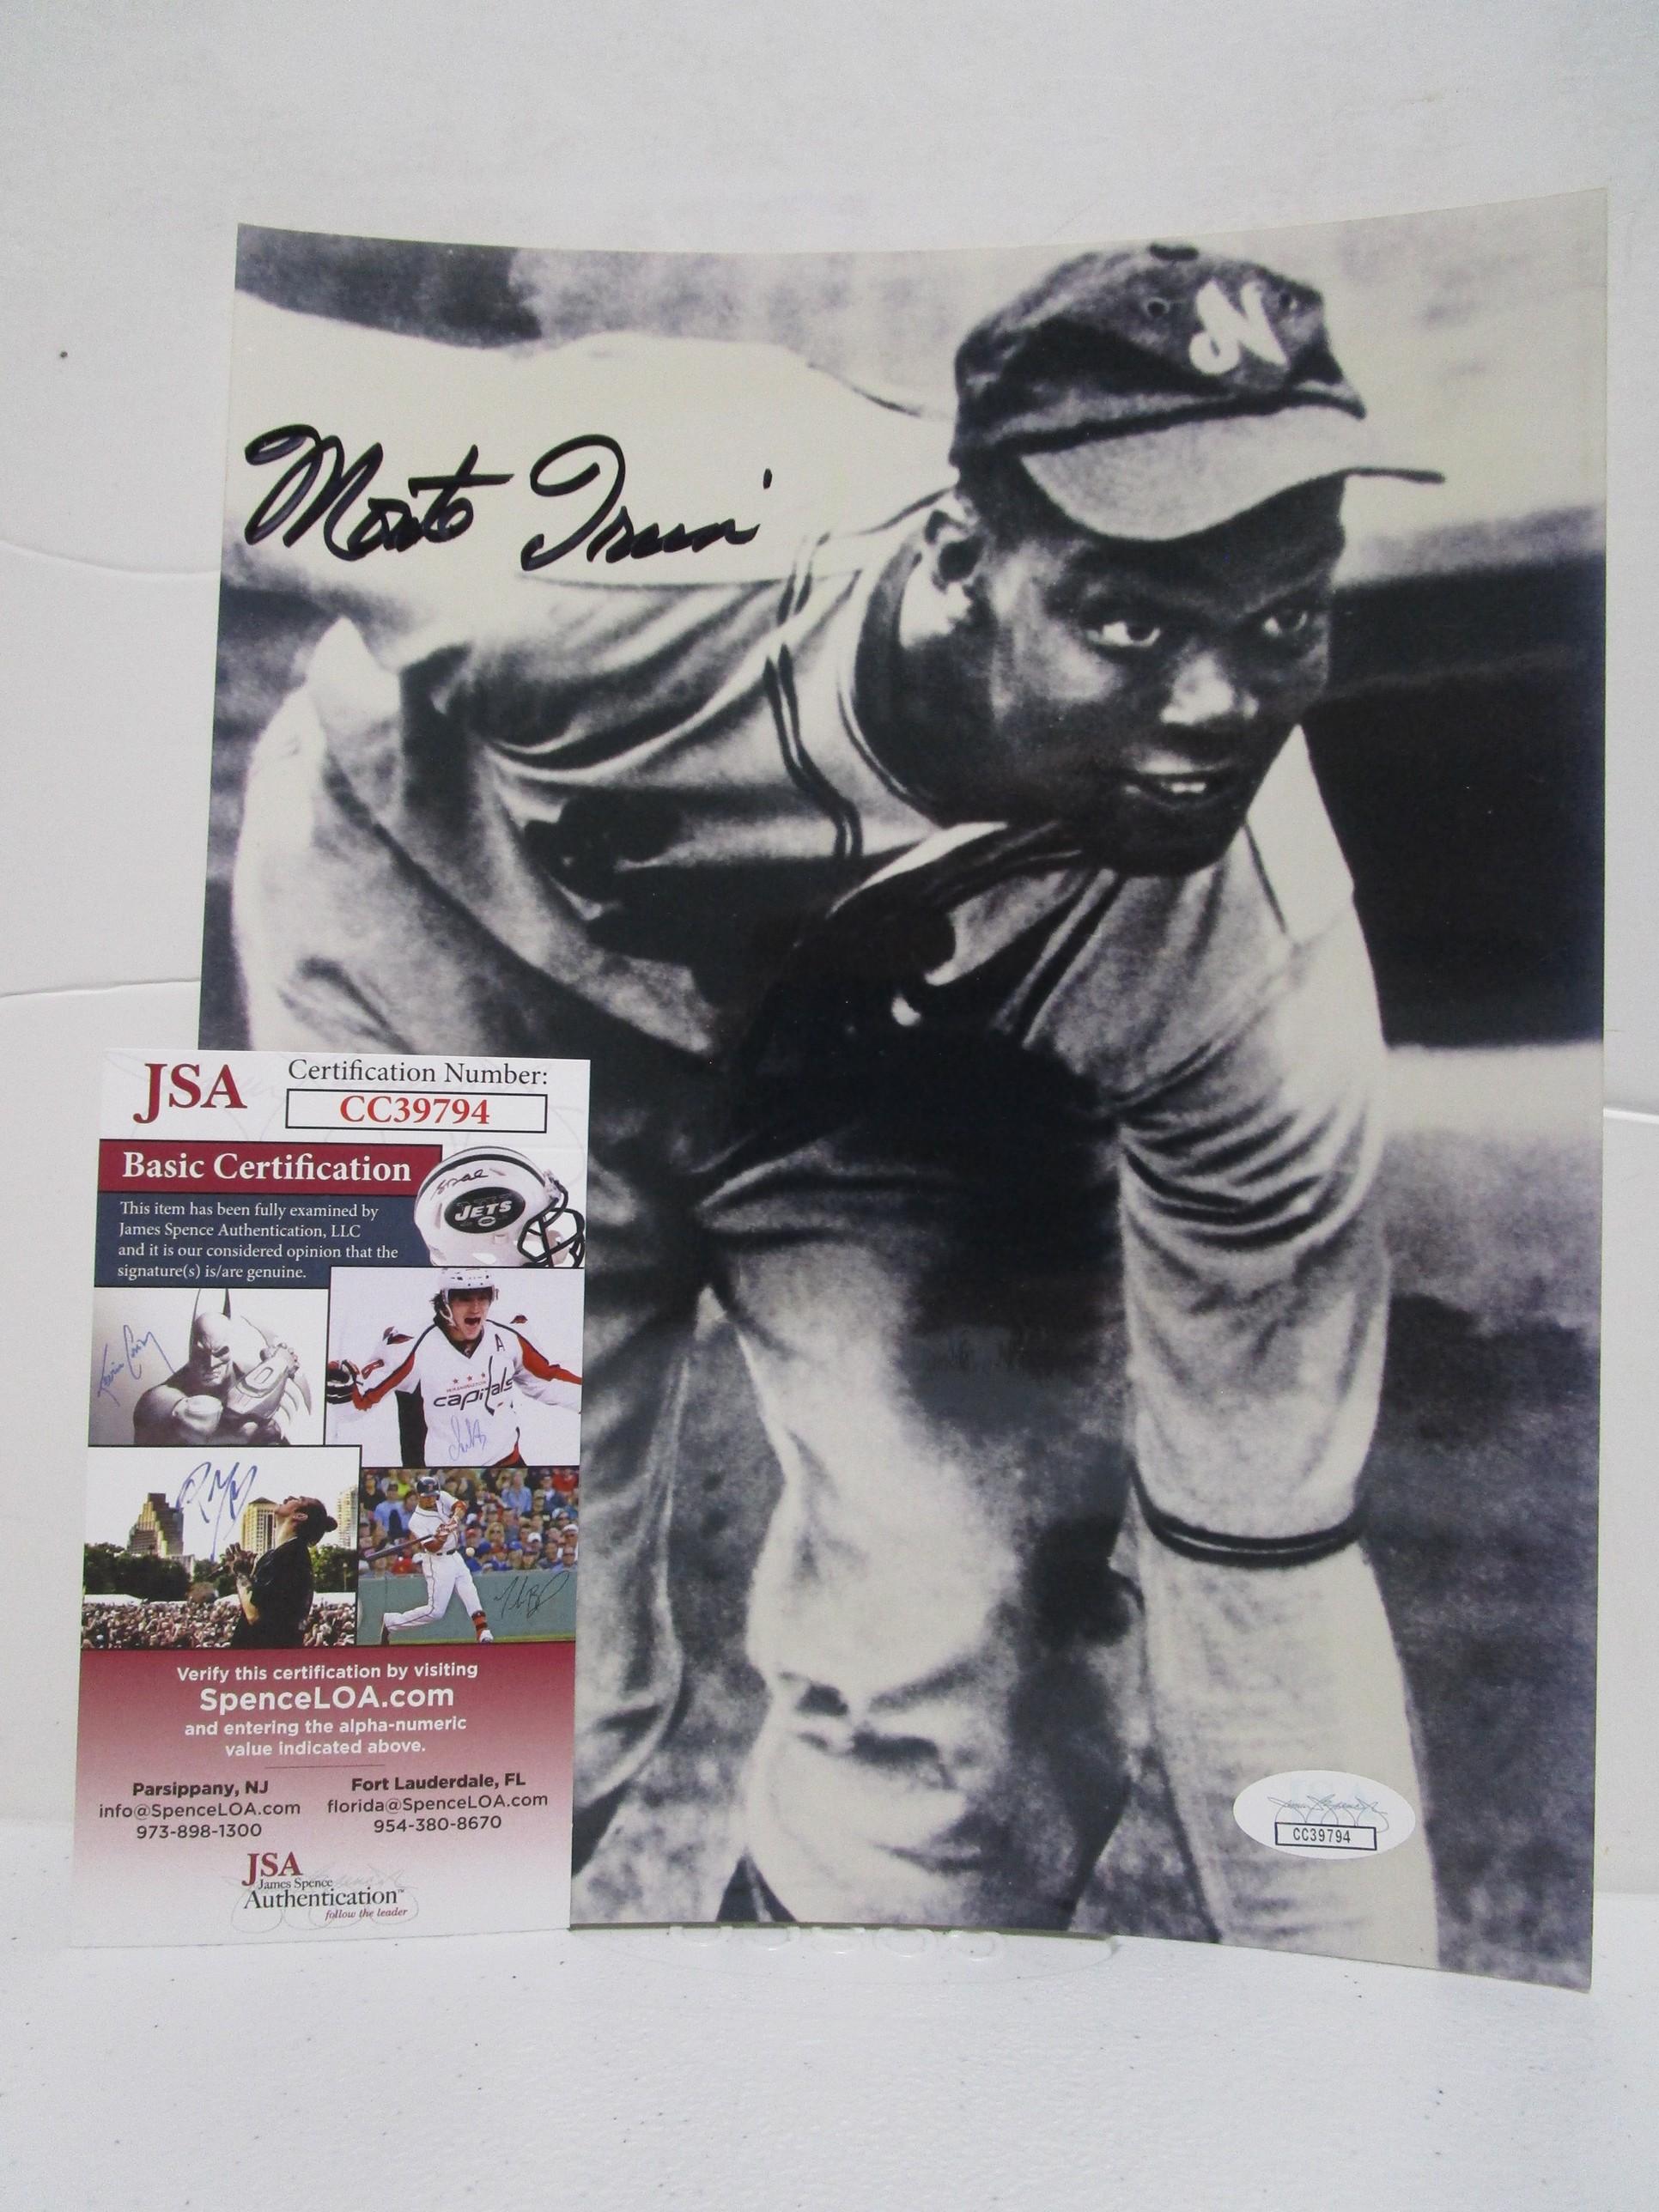 N
Monte Irvin
JSA
Certification Number:
CC39794
Basic Certification
This item has been fully examined by
James Spence Authentication, LLC
and it is our considered opinion that the
signature(s) is/are genuine.
JETS
A
WASHINGTON
capitals
Verify this certification by visiting
SpenceLOA.com
and entering the alpha-numeric
value indicated above.
Parsippany, NJ
info@SpenceLOA.com
973-898-1300
Fort Lauderdale, FL
florida@SpenceLOA.com
954-380-8670
JSA
James Spence
Authentication™
follow the leader
JSA
CC39794